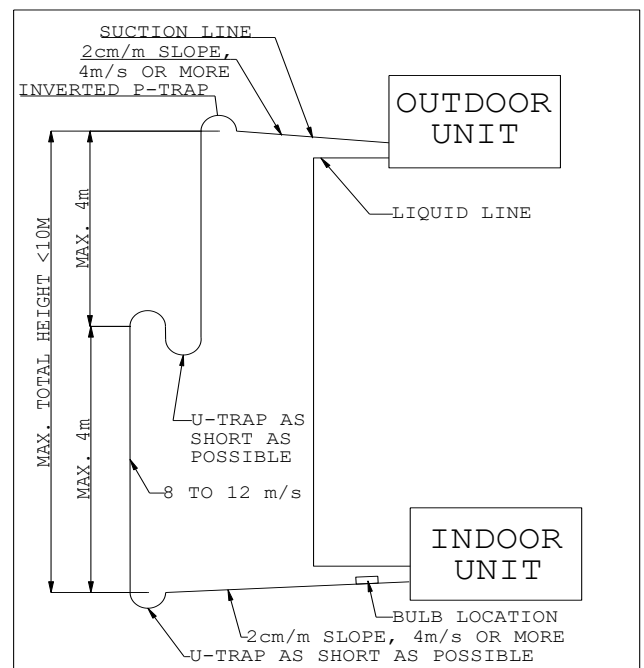 SUCTION LINE
2cm/m SLOPE,
4m/s OR MORE
INVERTED P-TRAP
OUTDOOR
UNIT
LIQUID LINE
MAX. TOTAL HEIGHT <10M
MAX. 4m
MAX. 4m
U-TRAP AS
SHORT AS
POSSIBLE
8 TO 12 m/s
INDOOR
UNIT
BULB LOCATION
2cm/m SLOPE, 4m/s OR MORE
U-TRAP AS SHORT AS POSSIBLE